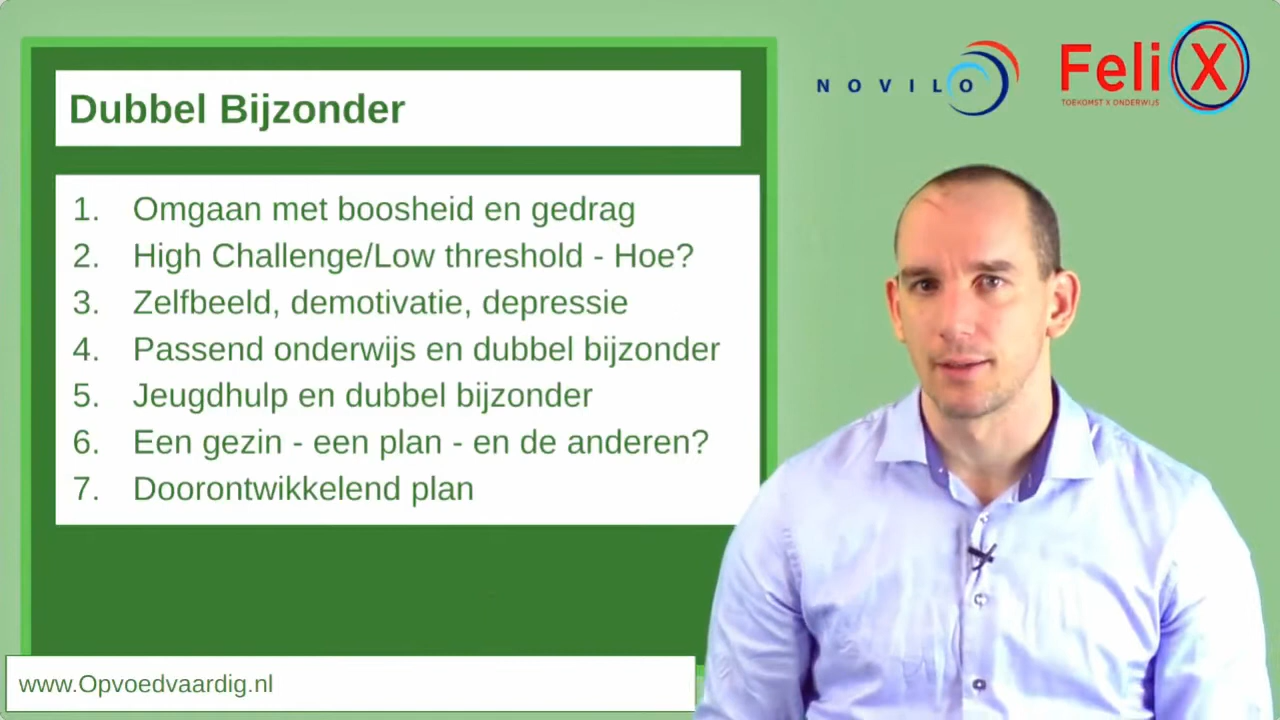 NOVILO
FeliX
TOEKOMST X ONDERWIJS
Dubbel Bijzonder
1. Omgaan met boosheid en gedrag
2. High Challenge/Low threshold - Hoe?
3. Zelfbeeld, demotivatie, depressie
4. Passend onderwijs en dubbel bijzonder
5. Jeugdhulp en dubbel bijzonder
6. Een gezin - een plan - en de anderen?
7. Doorontwikkelend plan
www.Opvoedvaardig.nl